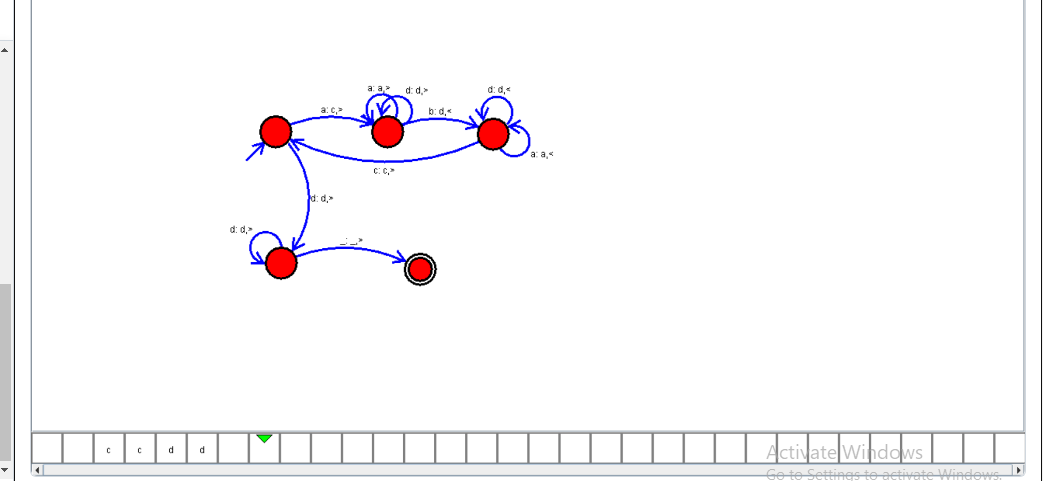 a: a,>
d: d,>
d: d,<
a: c,>
b: d,<
a: a,<
c: c,>
d: d,>
d: d,>
_: _,>
c c d d
Activate Windows
Go to Settings to activate Windows.